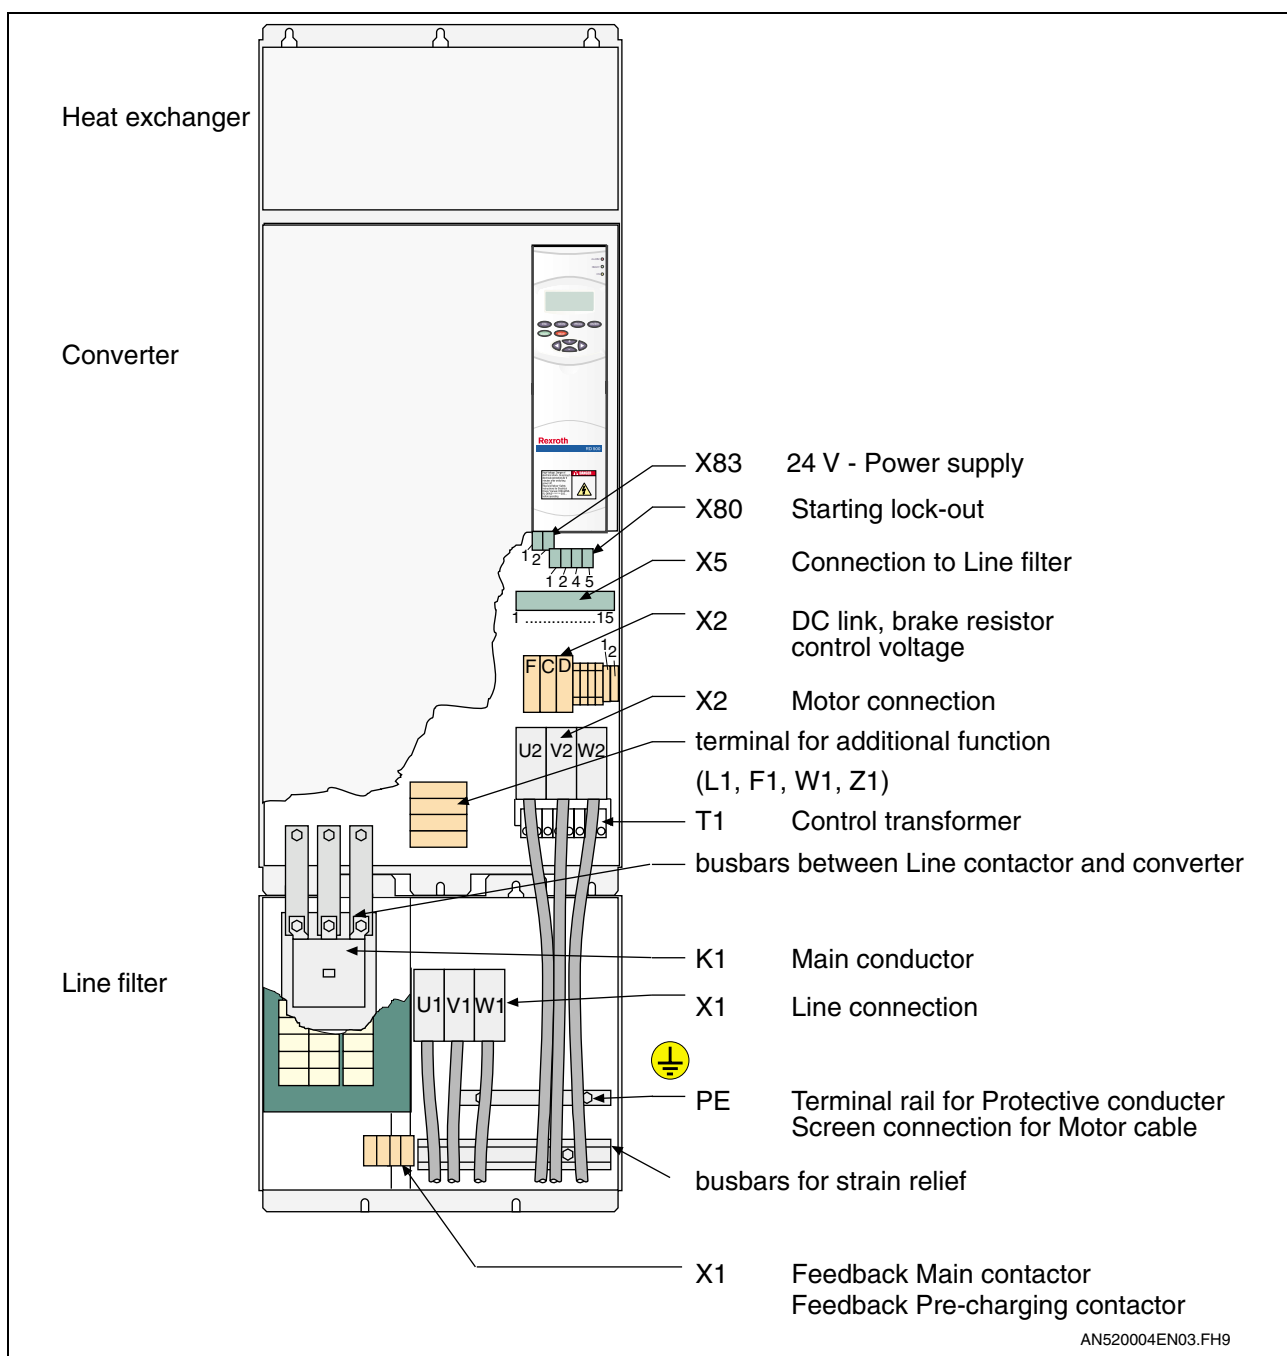 Heat exchanger
Converter
Rexroth
RD 500
X83 24 V - Power supply
X80 Starting lock-out
1 2
1 2 4 5
X5 Connection to Line filter
1 ................. 15
X2 DC link, brake resistor
control voltage
F C D
1 2
X2 Motor connection
U2 V2 W2
terminal for additional function
(L1, F1, W1, Z1)
T1 Control transformer
busbars between Line contactor and converter
Line filter
K1 Main conductor
U1 V1 W1
X1 Line connection
PE Terminal rail for Protective conducter
Screen connection for Motor cable
busbars for strain relief
X1 Feedback Main contactor
Feedback Pre-charging contactor
AN520004EN03.FH9